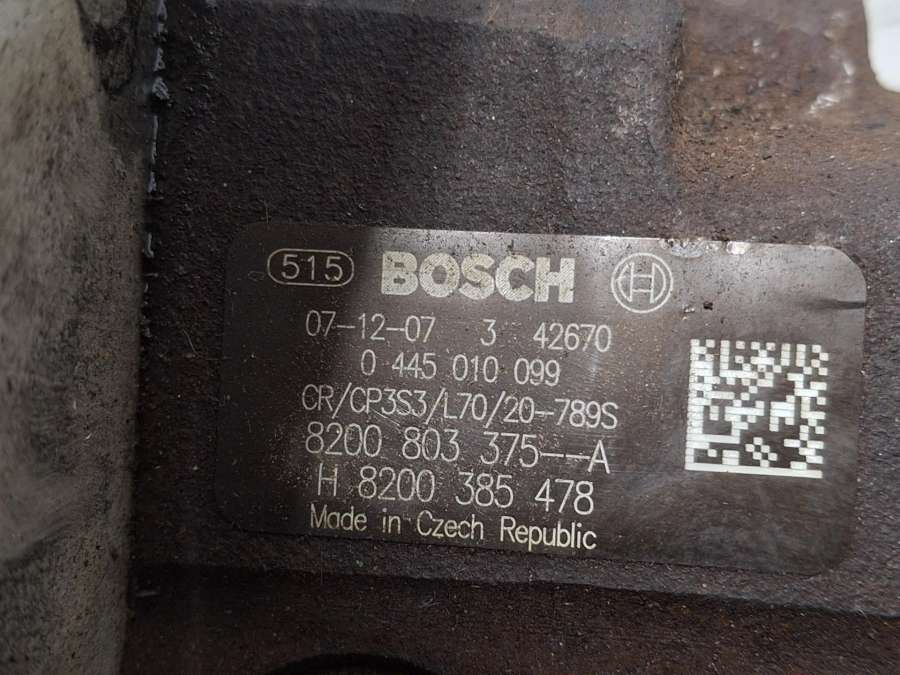 515 BOSCH H
07-12-07 3 42670
0 445 010 099
CR/CP3S3/L70/20-789S
8200 803 375--A
H 8200 385 478
Made in Czech Republic